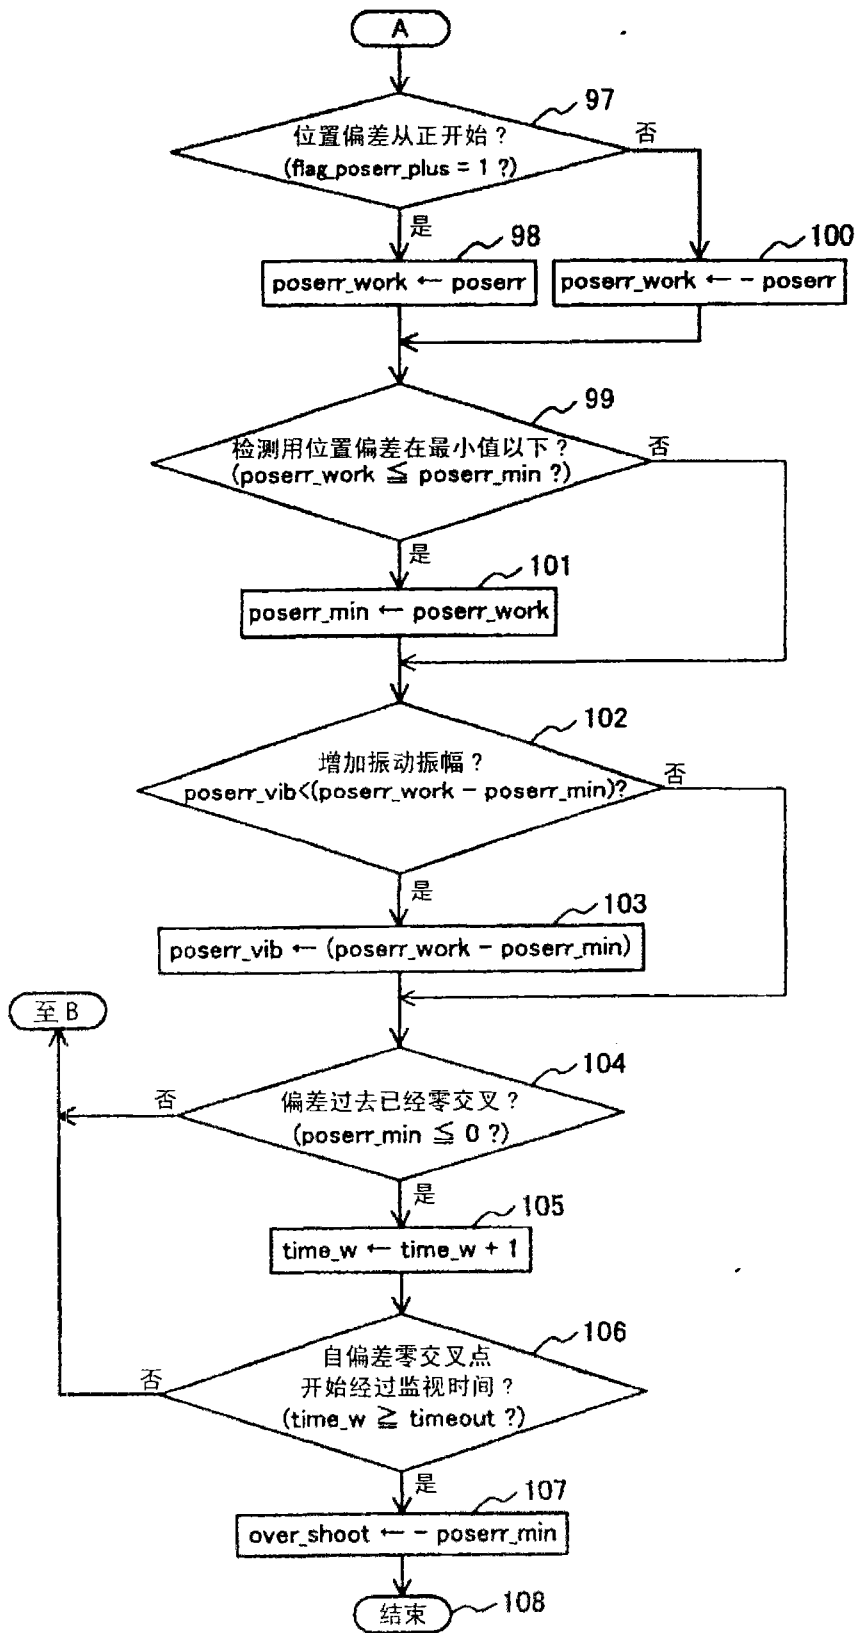 A
97
位置偏差从正开始？
(flag_poserr_plus = 1 ?)
否
是
98
100
poserr_work ← poserr
poserr_work ← − poserr
99
检测用位置偏差在最小值以下？
(poserr_work ≦ poserr_min ?)
否
是
101
poserr_min ← poserr_work
102
增加振动振幅？
poserr_vib<(poserr_work − poserr_min)?
否
是
103
poserr_vib ← (poserr_work − poserr_min)
至 B
104
偏差过去已经零交叉？
(poserr_min ≦ 0 ?)
否
是
105
time_w ← time_w + 1
106
自偏差零交叉点
开始经过监视时间？
(time_w ≧ timeout ?)
否
是
107
over_shoot ← − poserr_min
结束
108